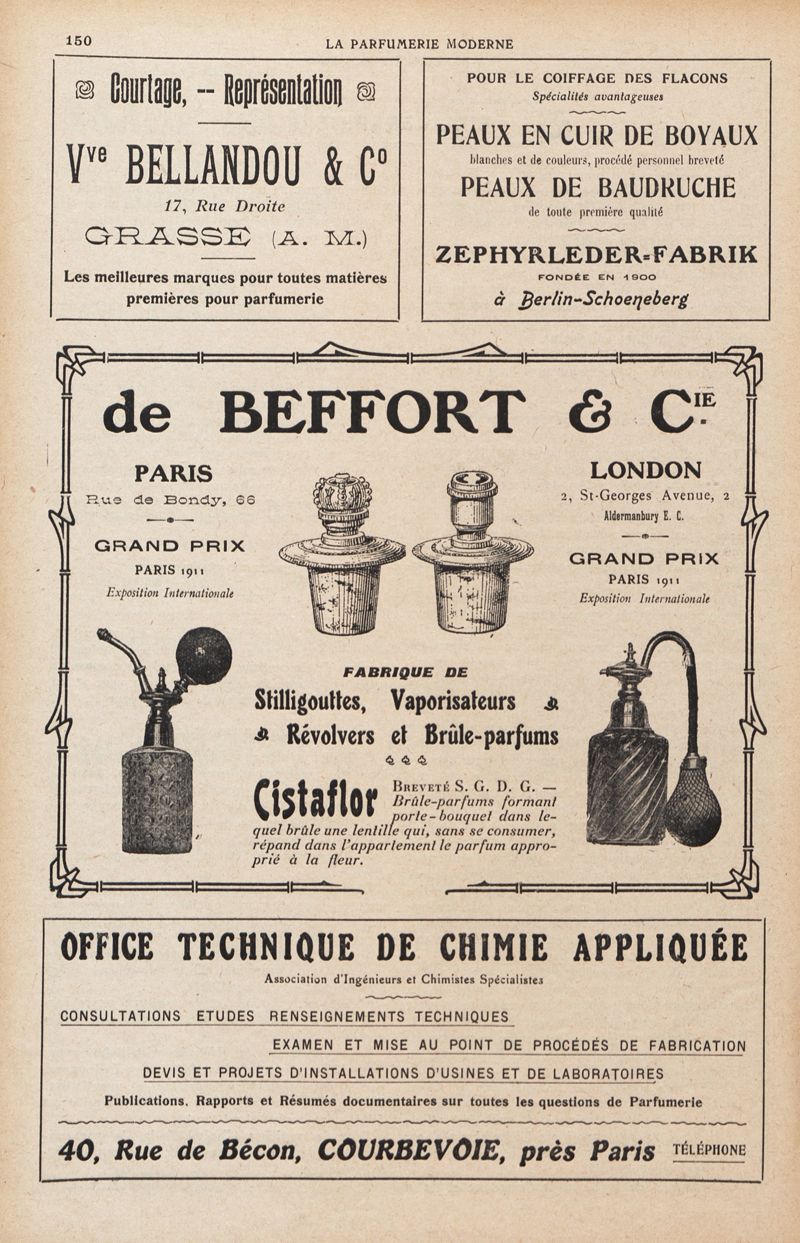 150
LA PARFUMERIE MODERNE
Courtage, -- Représentation
Vve BELLANDOU & Co
17, Rue Droite
GRASSE (A. M.)
Les meilleures marques pour toutes matières
premières pour parfumerie
POUR LE COIFFAGE DES FLACONS
Spécialités avantageuses
PEAUX EN CUIR DE BOYAUX
blanches et de couleurs, procédé personnel breveté
PEAUX DE BAUDRUCHE
de toute première qualité
ZEPHYRLEDER=FABRIK
FONDÉE EN 1900
à Berlin-Schoeneberg
de BEFFORT & CIE.
PARIS
Rue de Bondy, 66
GRAND PRIX
PARIS 1911
Exposition Internationale
LONDON
2, St-Georges Avenue, 2
Aldermanbury E. C.
GRAND PRIX
PARIS 1911
Exposition Internationale
FABRIQUE DE
Stilligouttes, Vaporisateurs
Révolvers et Brûle-parfums
Cistaflor BREVETÉ S. G. D. G. —
Brûle-parfums formant
porte-bouquet dans le-
quel brûle une lentille qui, sans se consumer,
répand dans l'appartement le parfum appro-
prié à la fleur.
OFFICE TECHNIQUE DE CHIMIE APPLIQUÉE
Association d'Ingénieurs et Chimistes Spécialistes
CONSULTATIONS ETUDES RENSEIGNEMENTS TECHNIQUES
EXAMEN ET MISE AU POINT DE PROCÉDÉS DE FABRICATION
DEVIS ET PROJETS D'INSTALLATIONS D'USINES ET DE LABORATOIRES
Publications, Rapports et Résumés documentaires sur toutes les questions de Parfumerie
40, Rue de Bécon, COURBEVOIE, près Paris TÉLÉPHONE